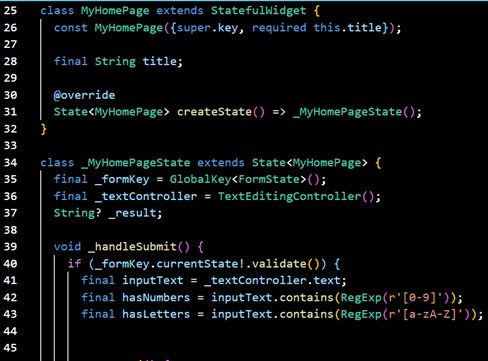 25 class MyHomePage extends StatefulWidget {
26   const MyHomePage({super.key, required this.title});
27
28   final String title;
29
30   @override
31   State<MyHomePage> createState() => _MyHomePageState();
32 }
33
34 class _MyHomePageState extends State<MyHomePage> {
35   final _formKey = GlobalKey<FormState>();
36   final _textController = TextEditingController();
37   String? _result;
38
39   void _handleSubmit() {
40     if (_formKey.currentState!.validate()) {
41       final inputText = _textController.text;
42       final hasNumbers = inputText.contains(RegExp(r'[0-9]'));
43       final hasLetters = inputText.contains(RegExp(r'[a-zA-Z]'));
44
45